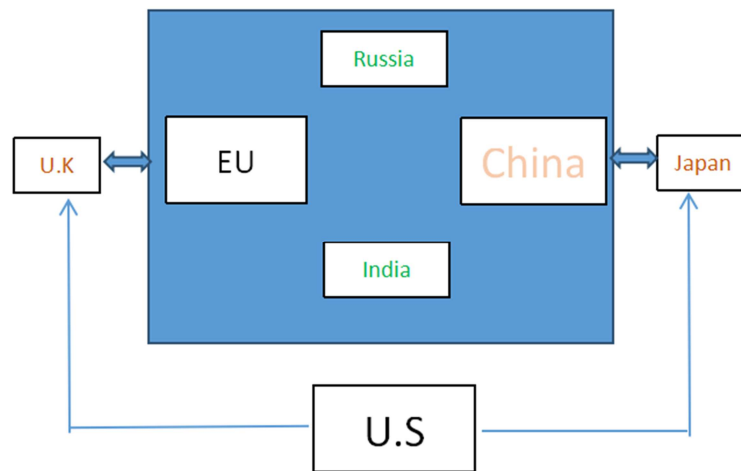 Russia
U.K
EU
China
Japan
India
U.S